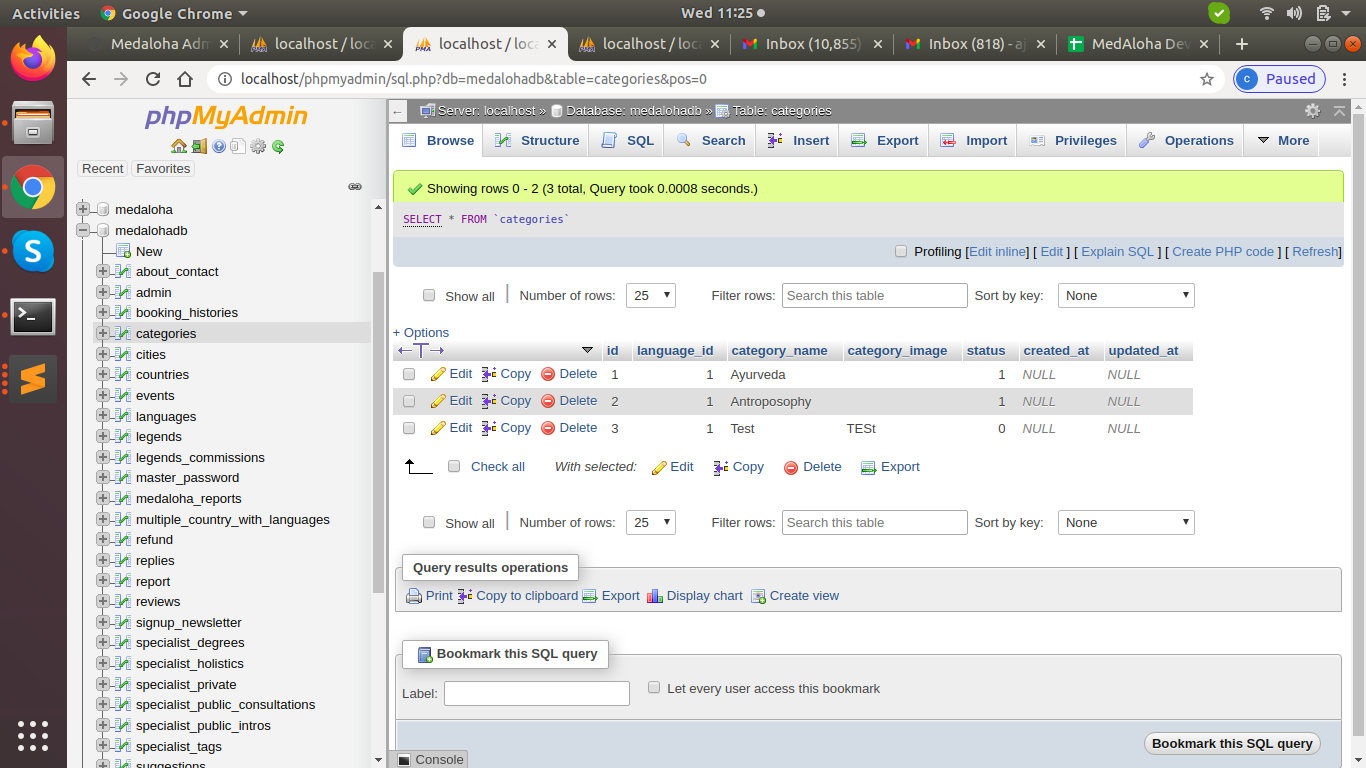 Activities Google Chrome Wed 11:25
Medaloha Adm localhost / loca localhost / loca localhost / loca Inbox (10,855) Inbox (818) - aj MedAloha Dev
localhost/phpmyadmin/sql.php?db=medalohadb&table=categories&pos=0 c Paused
phpMyAdmin
Recent Favorites
medaloha
medalohadb
New
about_contact
admin
booking_histories
categories
cities
countries
events
languages
legends
legends_commissions
master_password
medaloha_reports
multiple_country_with_languages
refund
replies
report
reviews
signup_newsletter
specialist_degrees
specialist_holistics
specialist_private
specialist_public_consultations
specialist_public_intros
specialist_tags
suggestions
Server: localhost » Database: medalohadb » Table: categories
Browse Structure SQL Search Insert Export Import Privileges Operations More
Showing rows 0 - 2 (3 total, Query took 0.0008 seconds.)
SELECT * FROM `categories`
Profiling [Edit inline] [ Edit ] [ Explain SQL ] [ Create PHP code ] [ Refresh]
Show all Number of rows: 25 Filter rows: Search this table Sort by key: None
+ Options
id language_id category_name category_image status created_at updated_at
Edit Copy Delete 1 1 Ayurveda 1 NULL NULL
Edit Copy Delete 2 1 Antroposophy 1 NULL NULL
Edit Copy Delete 3 1 Test TESt 0 NULL NULL
Check all With selected: Edit Copy Delete Export
Show all Number of rows: 25 Filter rows: Search this table Sort by key: None
Query results operations
Print Copy to clipboard Export Display chart Create view
Bookmark this SQL query
Label: Let every user access this bookmark
Bookmark this SQL query
Console